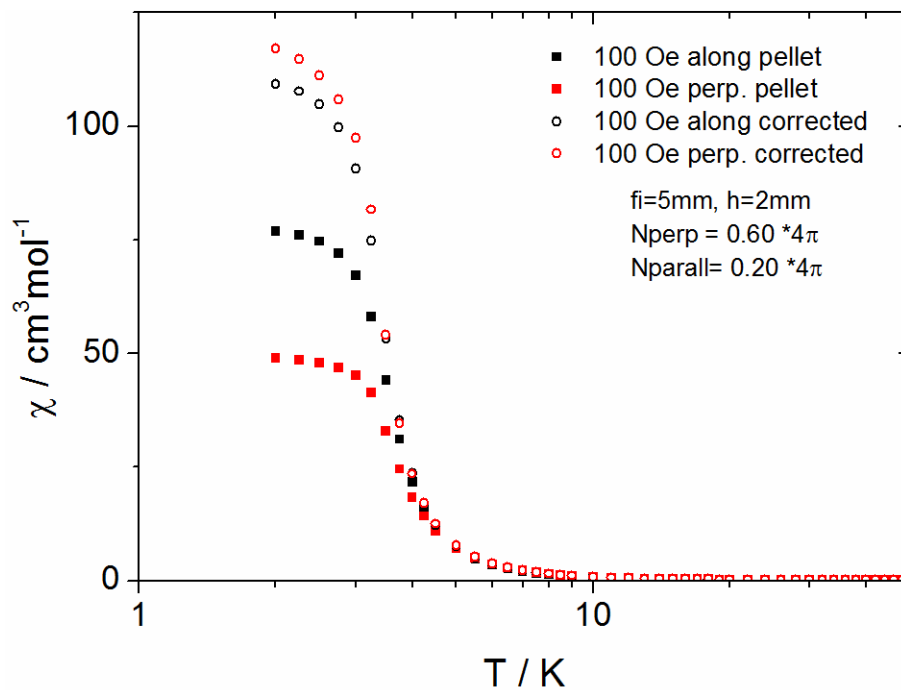 100 Oe along pellet
100 Oe perp. pellet
100 Oe along corrected
100 Oe perp. corrected
fi=5mm, h=2mm
Nperp = 0.60 *4π
Nparall= 0.20 *4π
χ / cm³mol⁻¹
100
50
0
1
10
T / K